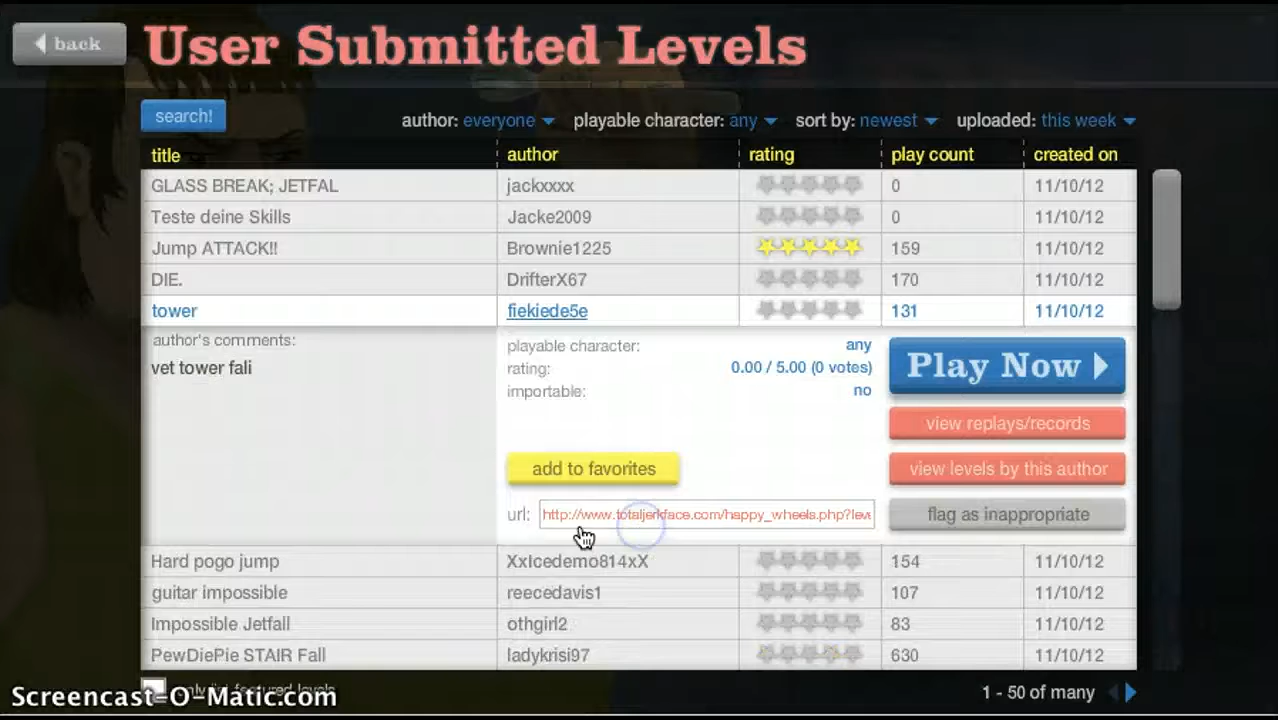 back
User Submitted Levels
search!
author: everyone playable character: any sort by: newest uploaded: this week
title author rating play count created on
GLASS BREAK; JETFAL jackxxxx 0 11/10/12
Teste deine Skills Jacke2009 0 11/10/12
Jump ATTACK!! Brownie1225 159 11/10/12
DIE. DrifterX67 170 11/10/12
tower fiekiede5e 131 11/10/12
author's comments:
vet tower fali
playable character: any
rating: 0.00 / 5.00 (0 votes)
importable: no
Play Now
view replays/records
add to favorites
view levels by this author
url: http://www.totaljerkface.com/happy_wheels.php?leve
flag as inappropriate
Hard pogo jump XxIcedemo814xX 154 11/10/12
guitar impossible reecedavis1 107 11/10/12
Impossible Jetfall othgirl2 83 11/10/12
PewDiePie STAIR Fall ladykrisi97 630 11/10/12
only list featured levels
1 - 50 of many
Screencast-O-Matic.com